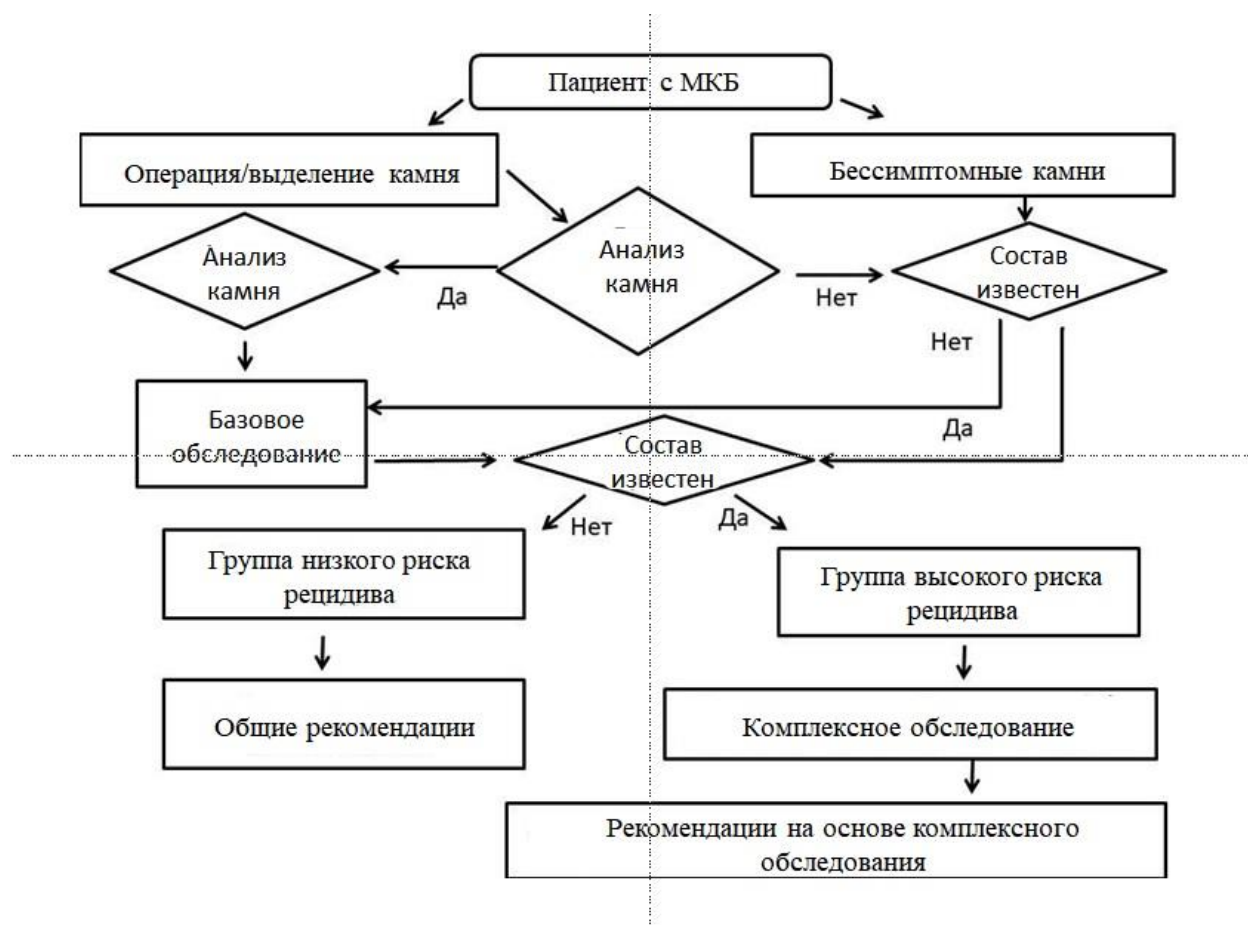 Пациент с МКБ
Операция/выделение камня
Бессимптомные камни
Анализ
камня
Да
Анализ
камня
Нет
Состав
известен
Нет
Да
Базовое
обследование
Состав
известен
Нет
Да
Группа низкого риска
рецидива
Группа высокого риска
рецидива
Общие рекомендации
Комплексное обследование
Рекомендации на основе комплексного
обследования